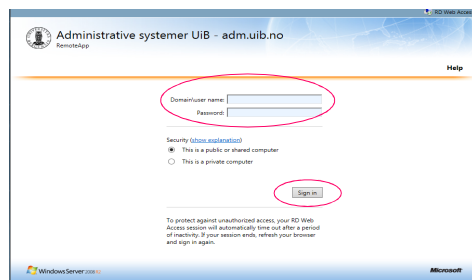 RD Web Access
Administrative systemer UiB - adm.uib.no
RemoteApp
Help
Domain\user name:
Password:
Security (show explanation)
This is a public or shared computer
This is a private computer
Sign in
To protect against unauthorized access, your RD Web
Access session will automatically time out after a period
of inactivity. If your session ends, refresh your browser
and sign in again.
Windows Server 2008 R2
Microsoft